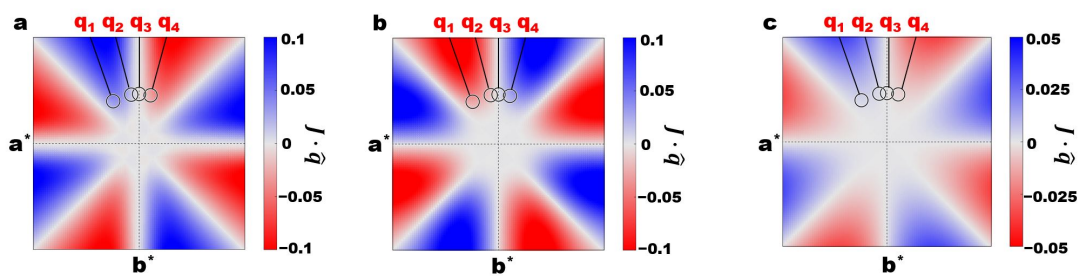 a
q1 q2 q3 q4
a*
b*
0.1
0.05
0
−0.05
−0.1
J · q̂
b
q1 q2 q3 q4
a*
b*
0.1
0.05
0
−0.05
−0.1
J · q̂
c
q1 q2 q3 q4
a*
b*
0.05
0.025
0
−0.025
−0.05
J · q̂